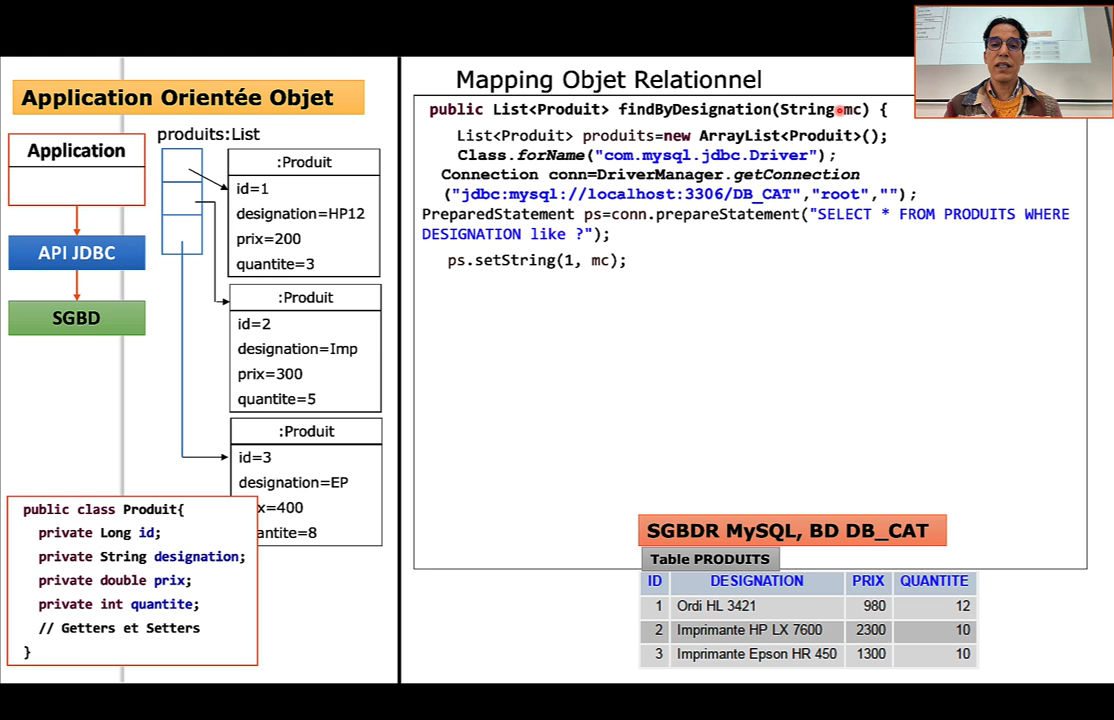 Application Orientée Objet
Application
API JDBC
SGBD
produits:List
:Produit
id=1
designation=HP12
prix=200
quantite=3
:Produit
id=2
designation=Imp
prix=300
quantite=5
:Produit
id=3
designation=EP
x=400
antite=8
public class Produit{
private Long id;
private String designation;
private double prix;
private int quantite;
// Getters et Setters
}
Mapping Objet Relationnel
public List<Produit> findByDesignation(String mc) {
List<Produit> produits=new ArrayList<Produit>();
Class.forName("com.mysql.jdbc.Driver");
Connection conn=DriverManager.getConnection
("jdbc:mysql://localhost:3306/DB_CAT","root","");
PreparedStatement ps=conn.prepareStatement("SELECT * FROM PRODUITS WHERE
DESIGNATION like ?");
ps.setString(1, mc);
SGBDR MySQL, BD DB_CAT
Table PRODUITS
ID DESIGNATION PRIX QUANTITE
1 Ordi HL 3421 980 12
2 Imprimante HP LX 7600 2300 10
3 Imprimante Epson HR 450 1300 10